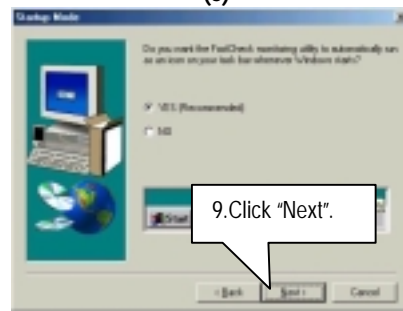 Startup Mode
Do you want the FastCheck monitoring utility to automatically run
as an icon on your task bar whenever Windows starts?
YES (Recommended)
NO
Start
9.Click “Next”.
< Back
Next >
Cancel